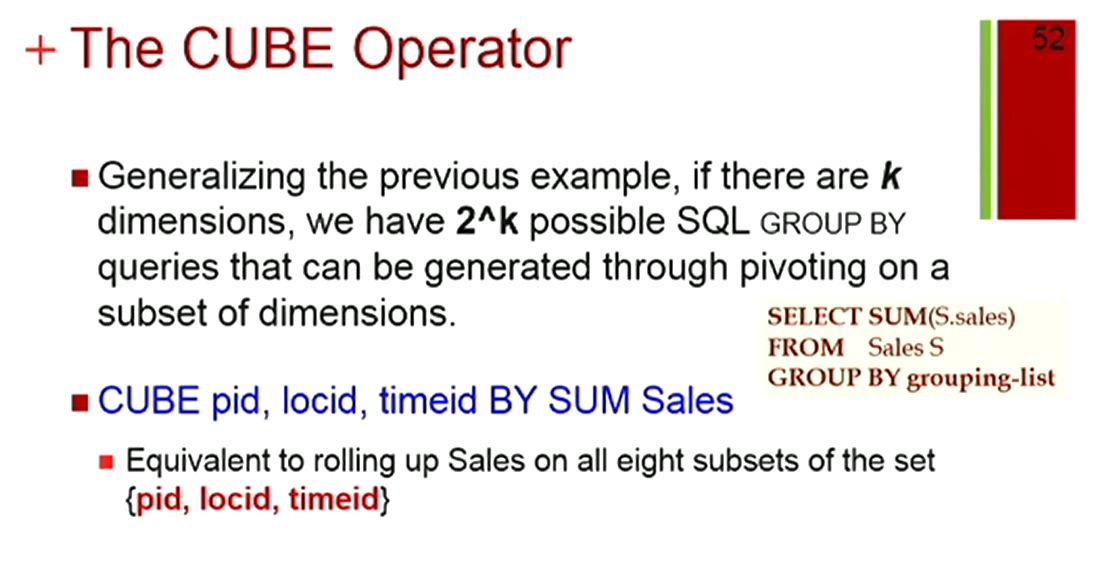 + The CUBE Operator
52
■ Generalizing the previous example, if there are k
dimensions, we have 2^k possible SQL GROUP BY
queries that can be generated through pivoting on a
subset of dimensions.
SELECT SUM(S.sales)
FROM Sales S
GROUP BY grouping-list
■ CUBE pid, locid, timeid BY SUM Sales
■ Equivalent to rolling up Sales on all eight subsets of the set
{pid, locid, timeid}